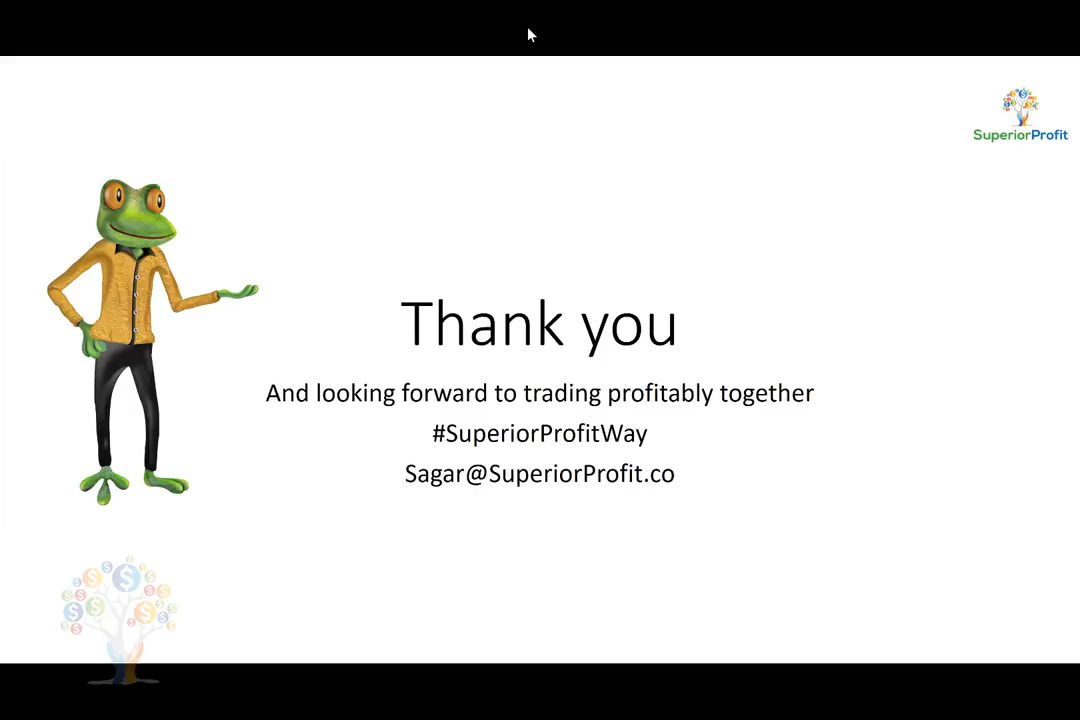 SuperiorProfit
Thank you
And looking forward to trading profitably together
#SuperiorProfitWay
Sagar@SuperiorProfit.co